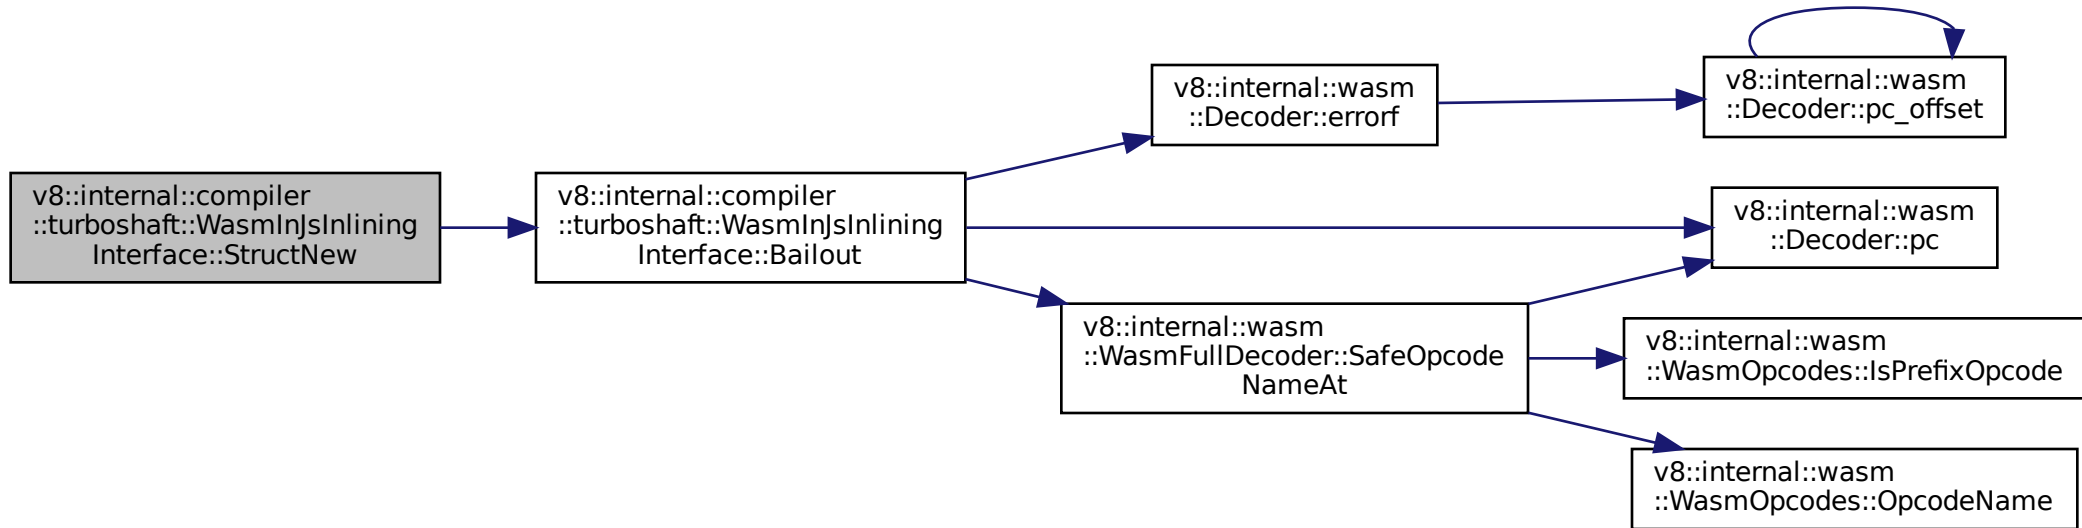 v8::internal::compiler
::turboshaft::WasmInJsInlining
Interface::StructNew
v8::internal::compiler
::turboshaft::WasmInJsInlining
Interface::Bailout
v8::internal::wasm
::Decoder::errorf
v8::internal::wasm
::Decoder::pc_offset
v8::internal::wasm
::Decoder::pc
v8::internal::wasm
::WasmFullDecoder::SafeOpcode
NameAt
v8::internal::wasm
::WasmOpcodes::IsPrefixOpcode
v8::internal::wasm
::WasmOpcodes::OpcodeName